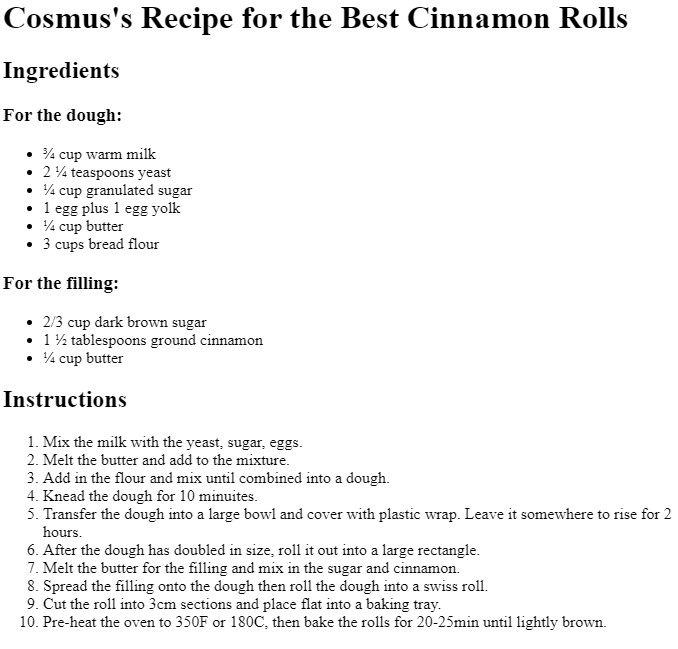 Cosmus's Recipe for the Best Cinnamon Rolls
Ingredients
For the dough:
• ¾ cup warm milk
• 2 ¼ teaspoons yeast
• ¼ cup granulated sugar
• 1 egg plus 1 egg yolk
• ¼ cup butter
• 3 cups bread flour
For the filling:
• 2/3 cup dark brown sugar
• 1 ½ tablespoons ground cinnamon
• ¼ cup butter
Instructions
1. Mix the milk with the yeast, sugar, eggs.
2. Melt the butter and add to the mixture.
3. Add in the flour and mix until combined into a dough.
4. Knead the dough for 10 minuites.
5. Transfer the dough into a large bowl and cover with plastic wrap. Leave it somewhere to rise for 2
hours.
6. After the dough has doubled in size, roll it out into a large rectangle.
7. Melt the butter for the filling and mix in the sugar and cinnamon.
8. Spread the filling onto the dough then roll the dough into a swiss roll.
9. Cut the roll into 3cm sections and place flat into a baking tray.
10. Pre-heat the oven to 350F or 180C, then bake the rolls for 20-25min until lightly brown.